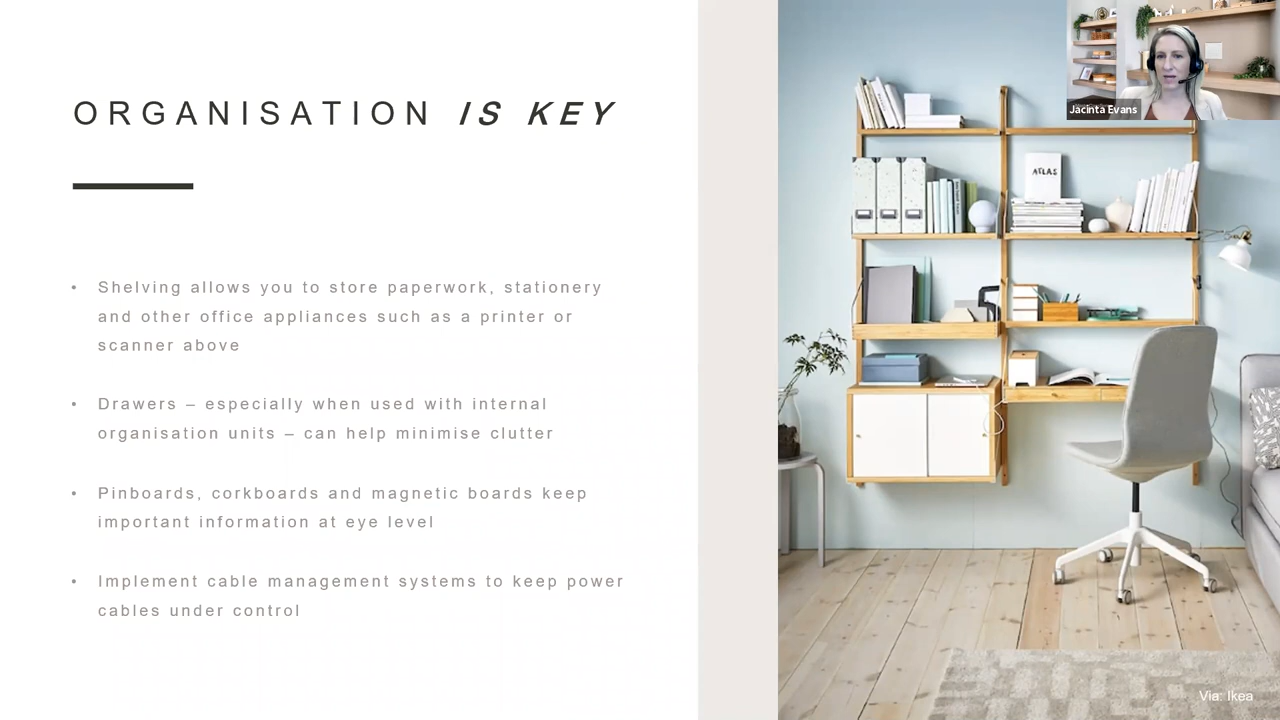 ORGANISATION IS KEY
• Shelving allows you to store paperwork, stationery
and other office appliances such as a printer or
scanner above
• Drawers – especially when used with internal
organisation units – can help minimise clutter
• Pinboards, corkboards and magnetic boards keep
important information at eye level
• Implement cable management systems to keep power
cables under control
Jacinta Evans
ATLAS
Via: Ikea